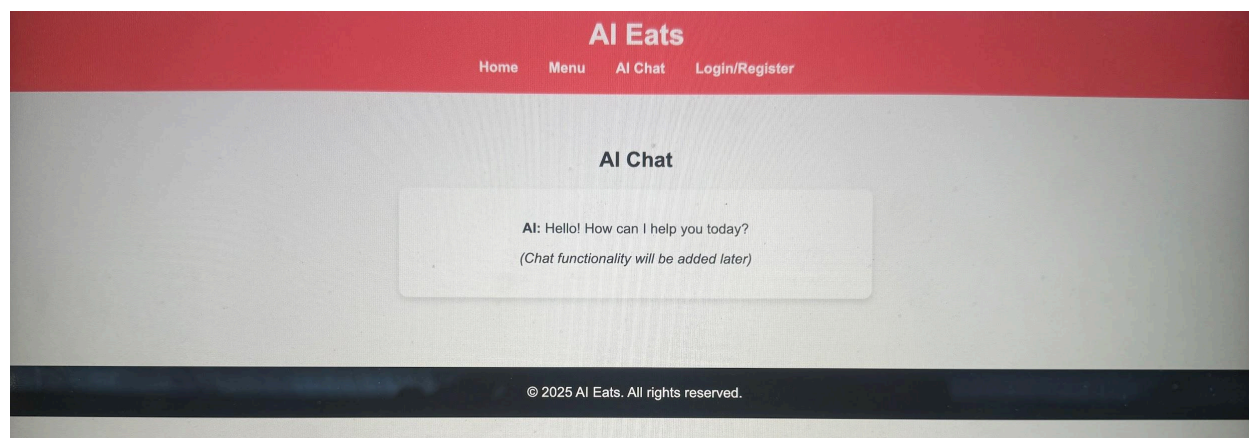 AI Eats
Home Menu AI Chat Login/Register
AI Chat
AI: Hello! How can I help you today?
(Chat functionality will be added later)
© 2025 AI Eats. All rights reserved.